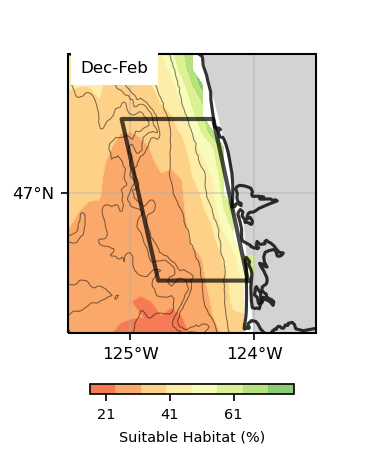 Dec-Feb
47°N
125°W 124°W
21 41 61
Suitable Habitat (%)